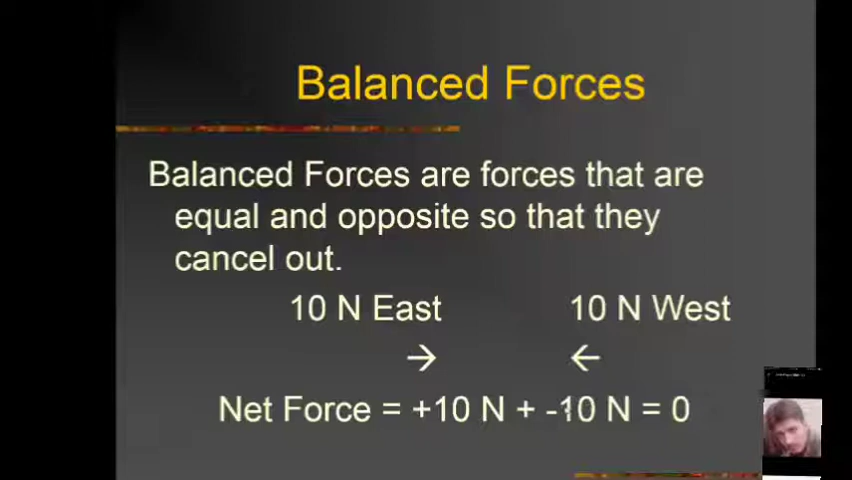 Balanced Forces
Balanced Forces are forces that are
equal and opposite so that they
cancel out.
10 N East 10 N West
→ ←
Net Force = +10 N + -10 N = 0